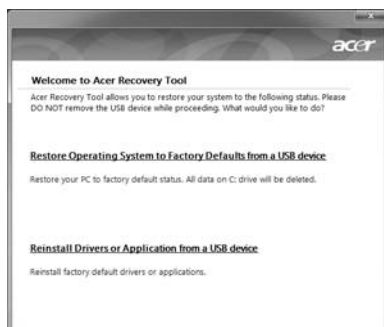 acer
Welcome to Acer Recovery Tool
Acer Recovery Tool allows you to restore your system to the following status. Please
DO NOT remove the USB device while proceeding. What would you like to do?
Restore Operating System to Factory Defaults from a USB device
Restore your PC to factory default status. All data on C: drive will be deleted.
Reinstall Drivers or Application from a USB device
Reinstall factory default drivers or applications.